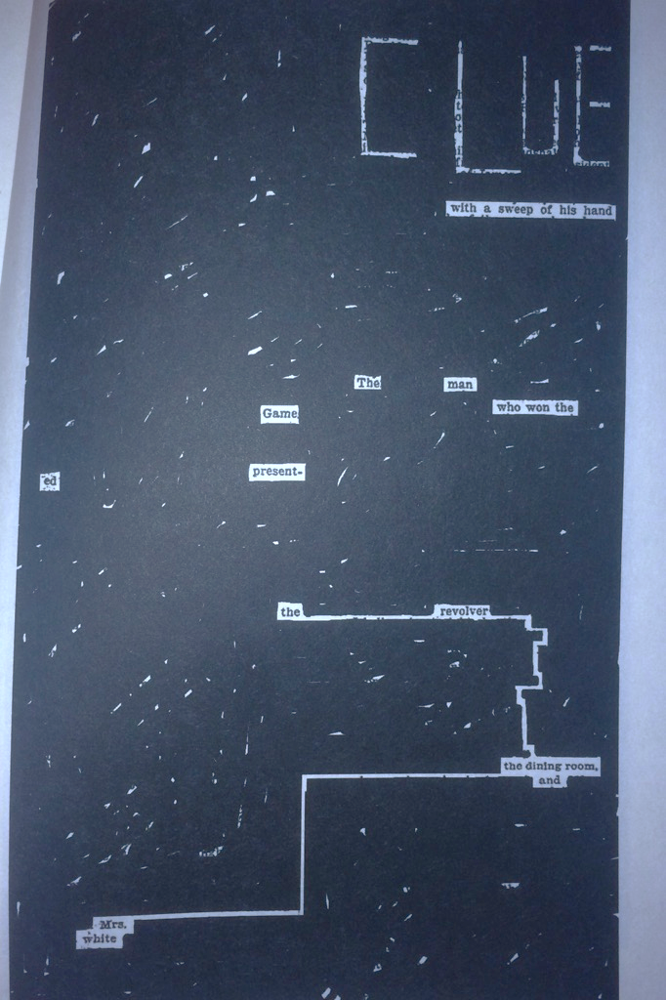 CLUE
with a sweep of his hand
The man
who won the
Game
present-
ed
the revolver
the dining room,
and
Mrs.
white